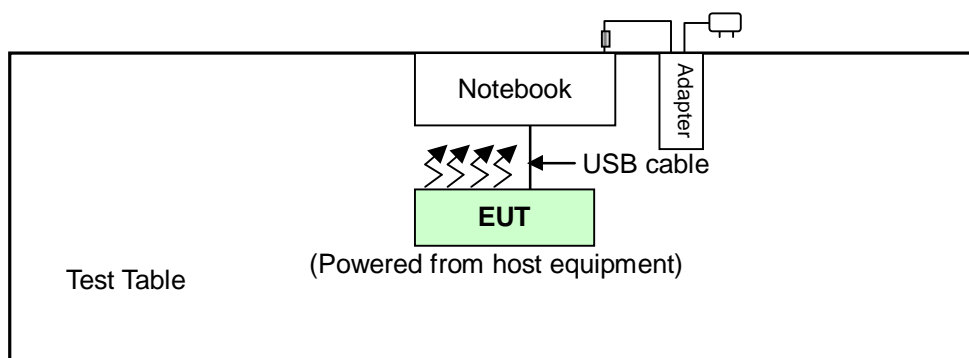 Notebook
Adapter
USB cable
EUT
(Powered from host equipment)
Test Table